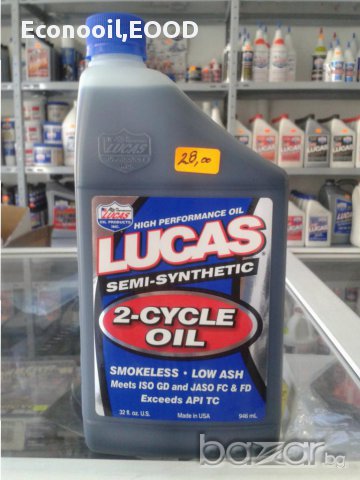 Econooil,EOOD
LUCAS
28,00
LUCAS
OIL PRODUCTS
INC.
HIGH PERFORMANCE OIL
LUCAS
SEMI-SYNTHETIC
2-CYCLE
OIL
SMOKELESS • LOW ASH
Meets ISO GD and JASO FC & FD
Exceeds API TC
32 fl. oz. U.S. Made in USA 946 mL
bazar.bg